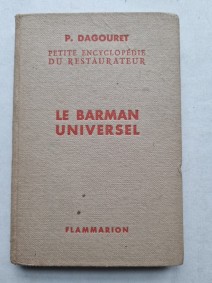 P. DAGOURET
PETITE ENCYCLOPÉDIE
DU RESTAURATEUR
LE BARMAN
UNIVERSEL
FLAMMARION